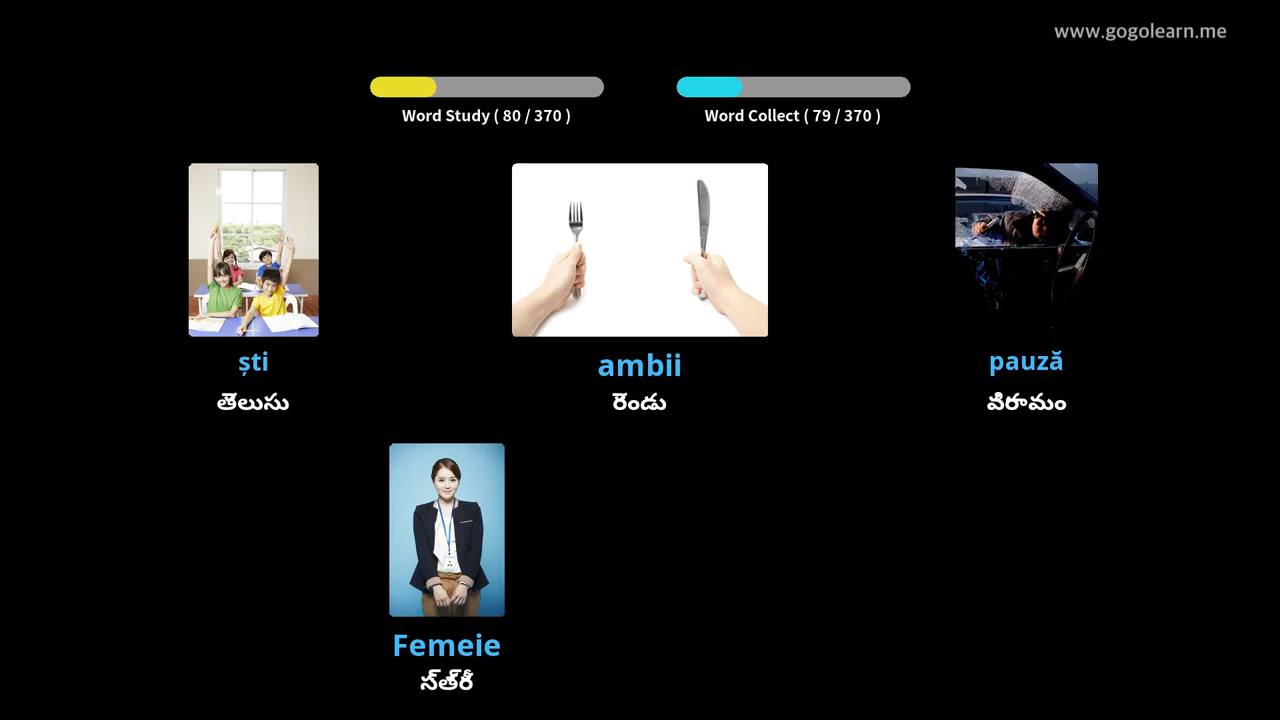 www.gogolearn.me
Word Study ( 80 / 370 )
Word Collect ( 79 / 370 )
ști
తెలుసు
ambii
రెండు
pauză
విరామం
Femeie
స్త్రీ